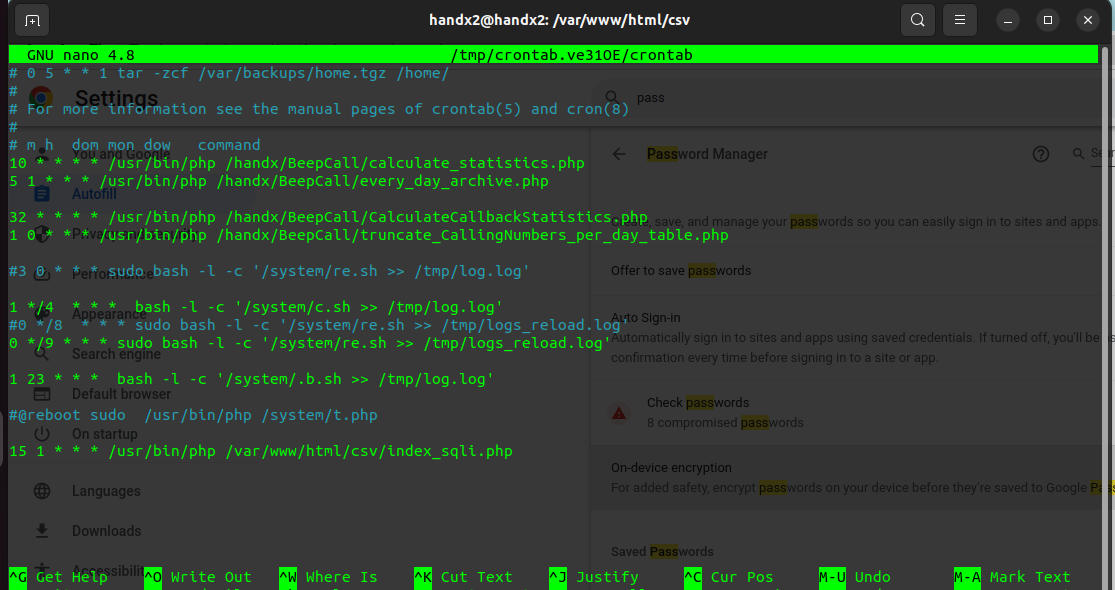 handx2@handx2: /var/www/html/csv
GNU nano 4.8 /tmp/crontab.ve31OE/crontab
# 0 5 * * 1 tar -zcf /var/backups/home.tgz /home/
#
# For more information see the manual pages of crontab(5) and cron(8)
#
# m h  dom mon dow   command
10 * * * * /usr/bin/php /handx/BeepCall/calculate_statistics.php
5 1 * * * /usr/bin/php /handx/BeepCall/every_day_archive.php
32 * * * * /usr/bin/php /handx/BeepCall/CalculateCallbackStatistics.php
1 0 * * * /usr/bin/php /handx/BeepCall/truncate_CallingNumbers_per_day_table.php
#3 0 * * * sudo bash -l -c '/system/re.sh >> /tmp/log.log'
1 */4  * * *  bash -l -c '/system/c.sh >> /tmp/log.log'
#0 */8  * * * sudo bash -l -c '/system/re.sh >> /tmp/logs_reload.log'
0 */9 * * * sudo bash -l -c '/system/re.sh >> /tmp/logs_reload.log'
1 23 * * *  bash -l -c '/system/.b.sh >> /tmp/log.log'
#@reboot sudo  /usr/bin/php /system/t.php
15 1 * * * /usr/bin/php /var/www/html/csv/index_sqli.php
^G Get Help ^O Write Out ^W Where Is ^K Cut Text ^J Justify ^C Cur Pos M-U Undo M-A Mark Text
Settings
pass
You and Google
Autofill
Performance
Appearance
Search engine
Default browser
On startup
Languages
Downloads
Accessibility
Password Manager
save, and manage your passwords so you can easily sign in to sites and apps.
Offer to save passwords
Auto Sign-in
Automatically sign in to sites and apps using saved credentials. If turned off, you'll be
confirmation every time before signing in to a site or app.
Check passwords
8 compromised passwords
On-device encryption
For added safety, encrypt passwords on your device before they're saved to Google
Saved Passwords